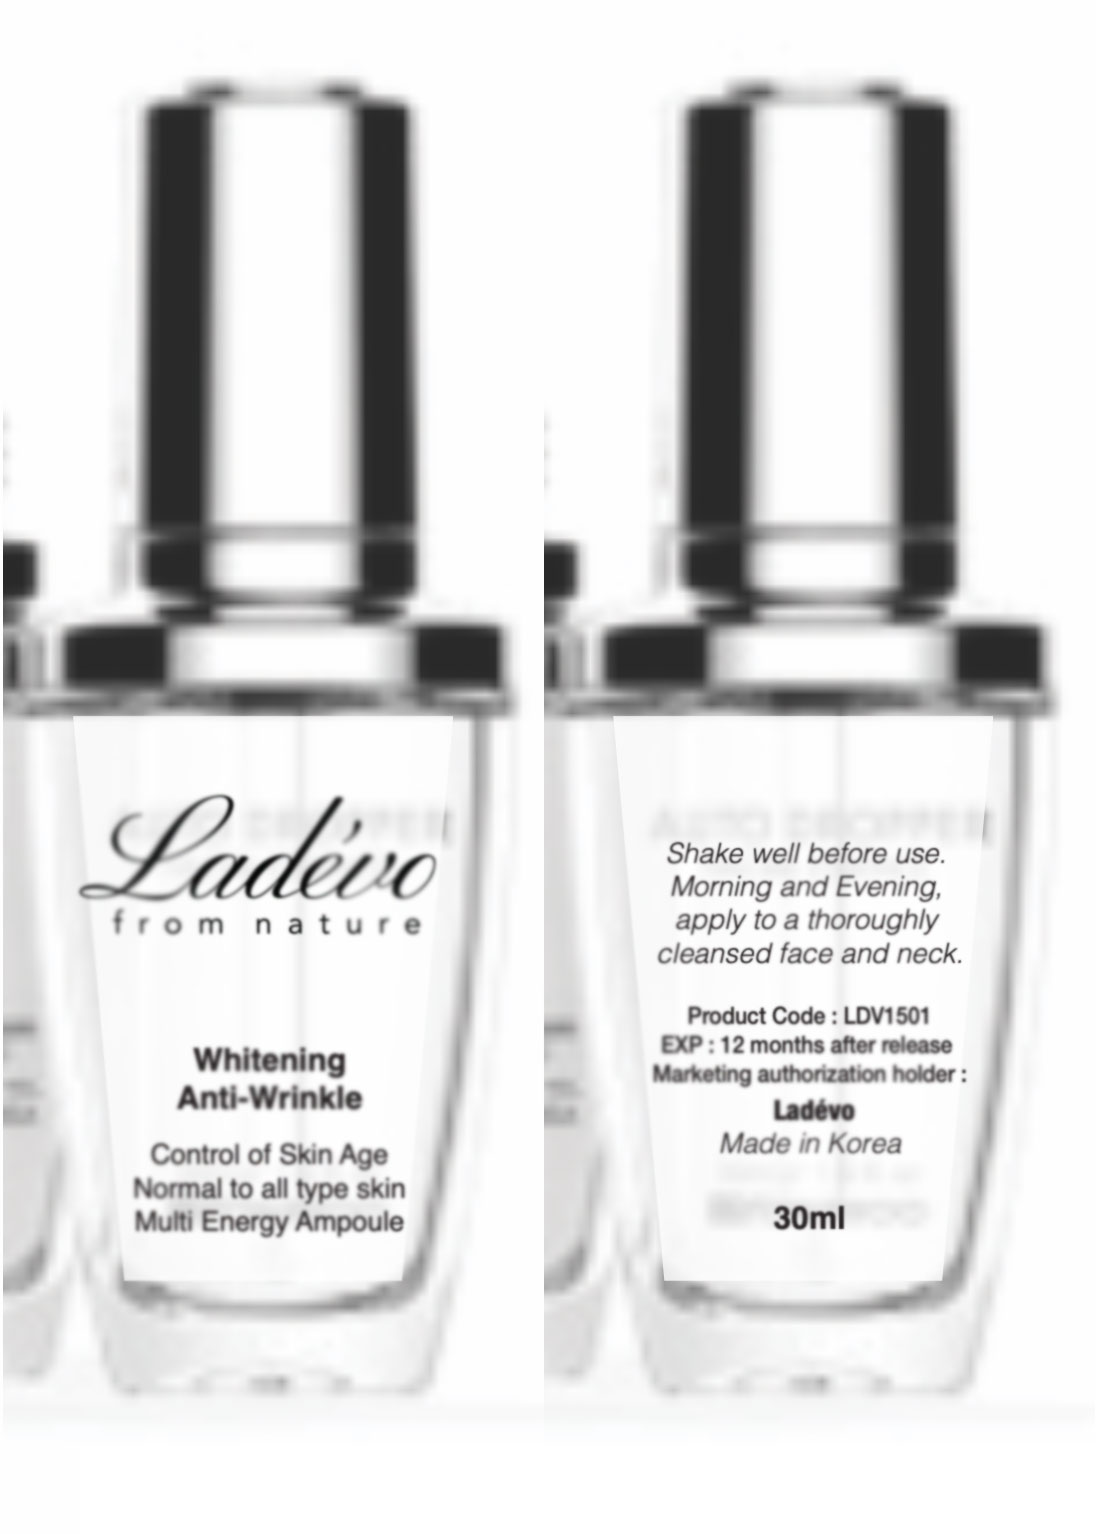 Ladévo
from nature
Whitening
Anti-Wrinkle
Control of Skin Age
Normal to all type skin
Multi Energy Ampoule
AUTO DROPPER
Shake well before use.
Morning and Evening,
apply to a thoroughly
cleansed face and neck.
Product Code : LDV1501
EXP : 12 months after release
Marketing authorization holder :
Ladévo
Made in Korea
30ml